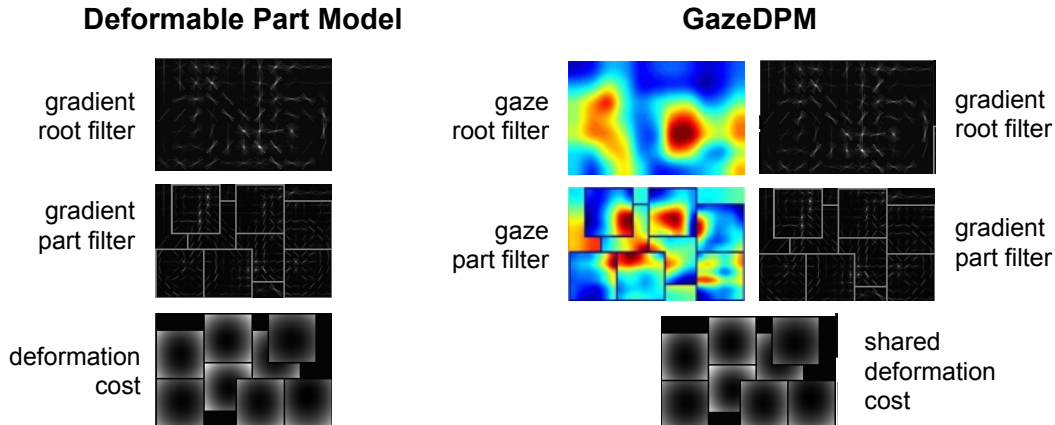 Deformable Part Model
gradient
root filter
gradient
part filter
deformation
cost
GazeDPM
gaze
root filter
gradient
root filter
gaze
part filter
gradient
part filter
shared
deformation
cost